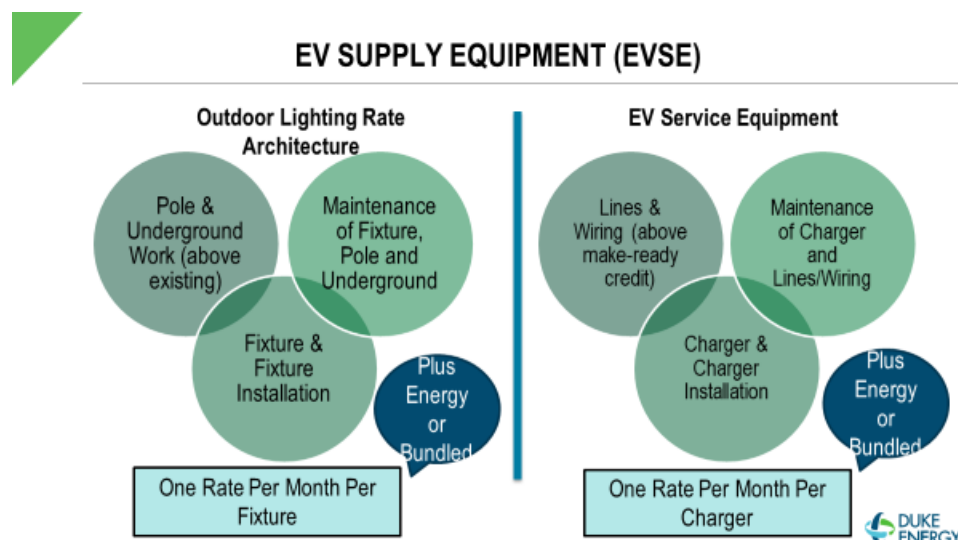 EV SUPPLY EQUIPMENT (EVSE)
Outdoor Lighting Rate
Architecture
Pole &
Underground
Work (above
existing)
Maintenance
of Fixture,
Pole and
Underground
Fixture &
Fixture
Installation
Plus
Energy
or
Bundled
One Rate Per Month Per
Fixture
EV Service Equipment
Lines &
Wiring (above
make-ready
credit)
Maintenance
of Charger
and
Lines/Wiring
Charger &
Charger
Installation
Plus
Energy
or
Bundled
One Rate Per Month Per
Charger
DUKE
ENERGY